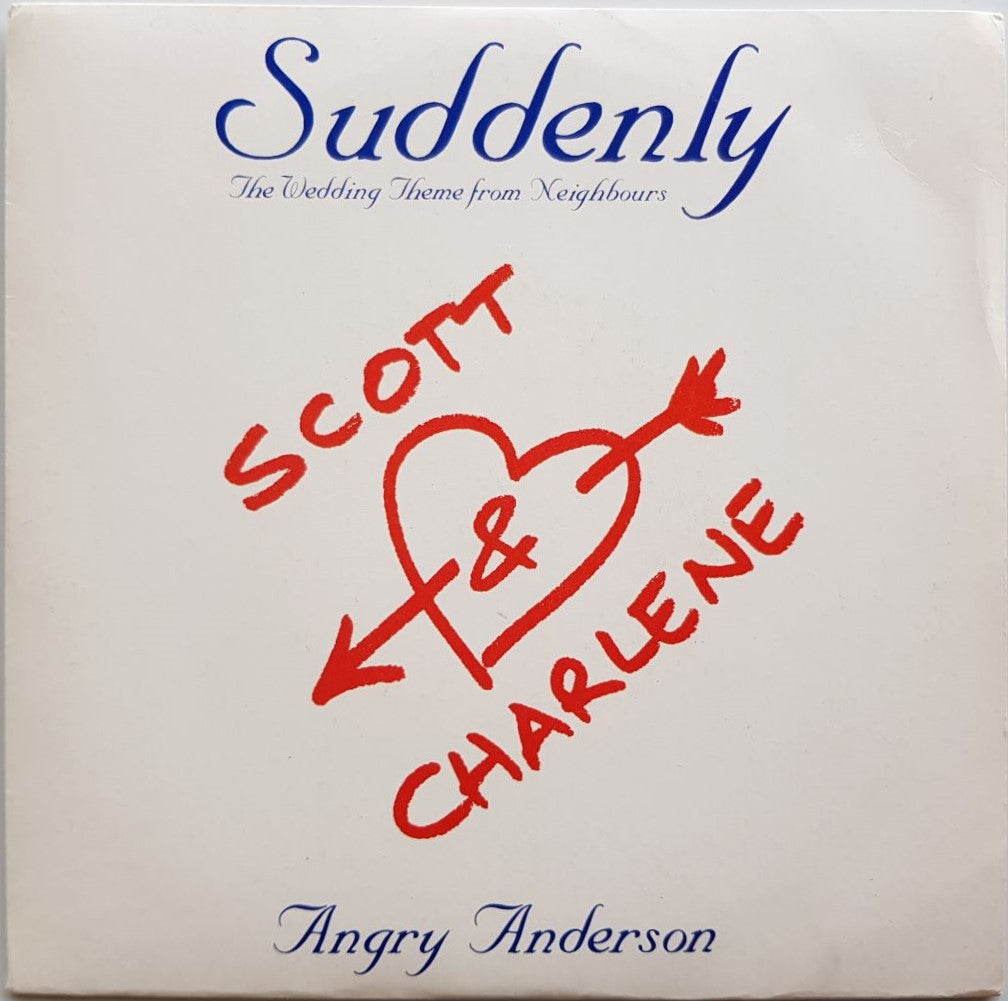 Suddenly
The Wedding Theme from Neighbours
SCOTT
&
CHARLENE
Angry Anderson